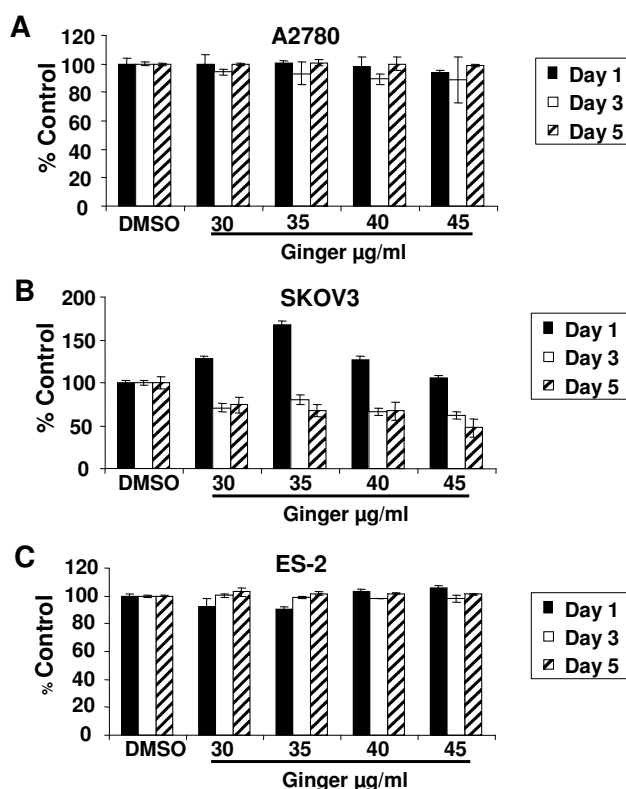 A
A2780
120
100
80
60
40
20
0
% Control
DMSO 30 35 40 45
Ginger µg/ml
Day 1
Day 3
Day 5
B
SKOV3
200
150
100
50
0
% Control
DMSO 30 35 40 45
Ginger µg/ml
Day 1
Day 3
Day 5
C
ES-2
120
100
80
60
40
20
0
% Control
DMSO 30 35 40 45
Ginger µg/ml
Day 1
Day 3
Day 5